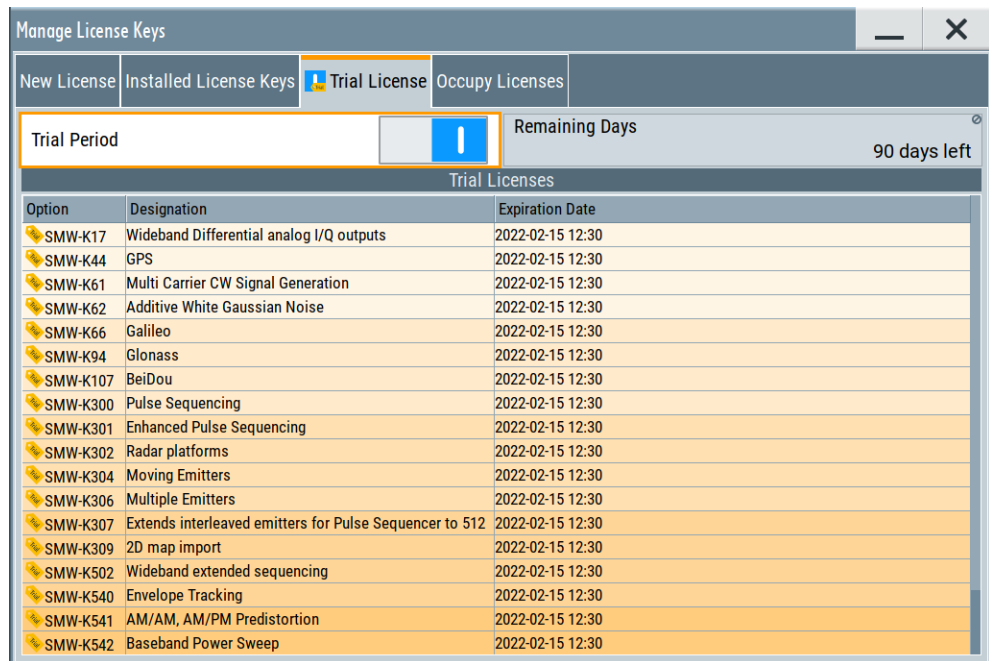 Manage License Keys
New License Installed License Keys Trial License Occupy Licenses
Trial Period
Remaining Days
90 days left
Trial Licenses
Option Designation Expiration Date
SMW-K17 Wideband Differential analog I/Q outputs 2022-02-15 12:30
SMW-K44 GPS 2022-02-15 12:30
SMW-K61 Multi Carrier CW Signal Generation 2022-02-15 12:30
SMW-K62 Additive White Gaussian Noise 2022-02-15 12:30
SMW-K66 Galileo 2022-02-15 12:30
SMW-K94 Glonass 2022-02-15 12:30
SMW-K107 BeiDou 2022-02-15 12:30
SMW-K300 Pulse Sequencing 2022-02-15 12:30
SMW-K301 Enhanced Pulse Sequencing 2022-02-15 12:30
SMW-K302 Radar platforms 2022-02-15 12:30
SMW-K304 Moving Emitters 2022-02-15 12:30
SMW-K306 Multiple Emitters 2022-02-15 12:30
SMW-K307 Extends interleaved emitters for Pulse Sequencer to 512 2022-02-15 12:30
SMW-K309 2D map import 2022-02-15 12:30
SMW-K502 Wideband extended sequencing 2022-02-15 12:30
SMW-K540 Envelope Tracking 2022-02-15 12:30
SMW-K541 AM/AM, AM/PM Predistortion 2022-02-15 12:30
SMW-K542 Baseband Power Sweep 2022-02-15 12:30